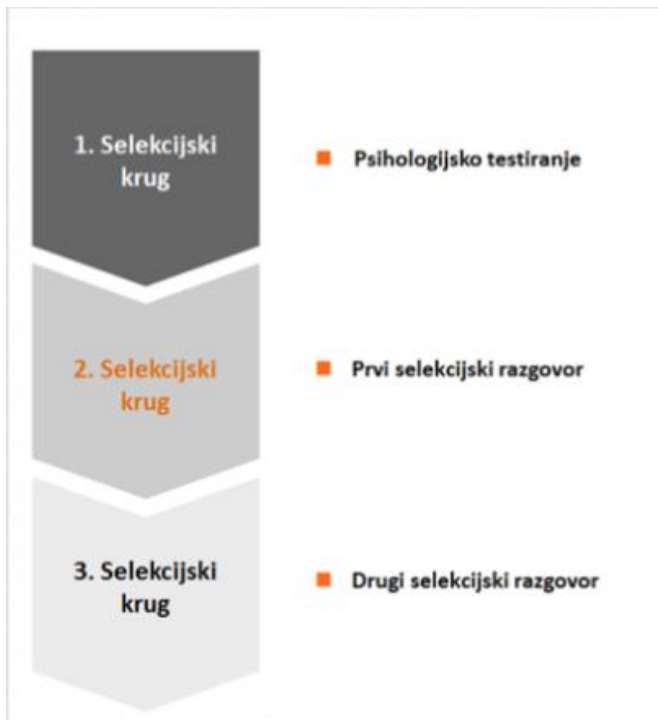 1. Selekcijski
krug
Psihologijsko testiranje
2. Selekcijski
krug
Prvi selekcijski razgovor
3. Selekcijski
krug
Drugi selekcijski razgovor